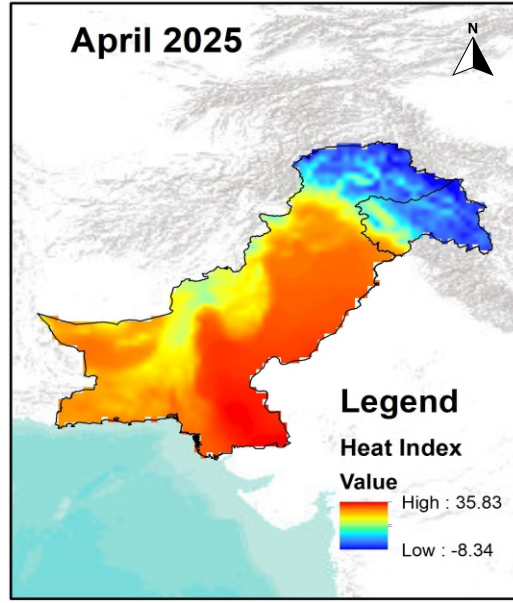 April 2025
N
Legend
Heat Index
Value
High : 35.83
Low : -8.34